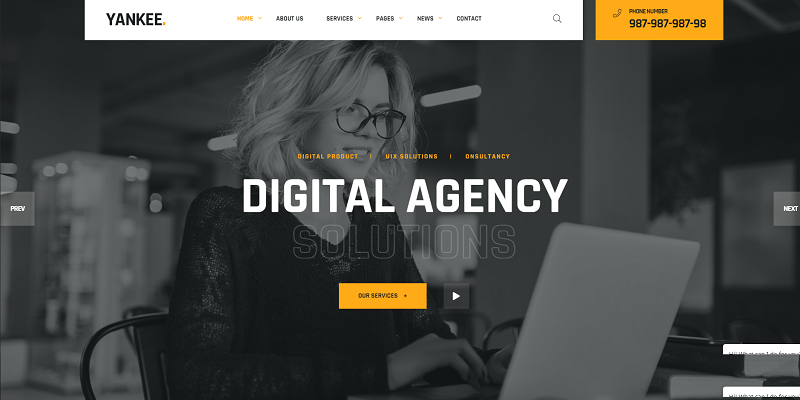 YANKEE.
HOME
ABOUT US
SERVICES
PAGES
NEWS
CONTACT
PHONE NUMBER
987-987-987-98
DIGITAL PRODUCT | UIX SOLUTIONS | ONSULTANCY
DIGITAL AGENCY
SOLUTIONS
PREV
NEXT
OUR SERVICES +